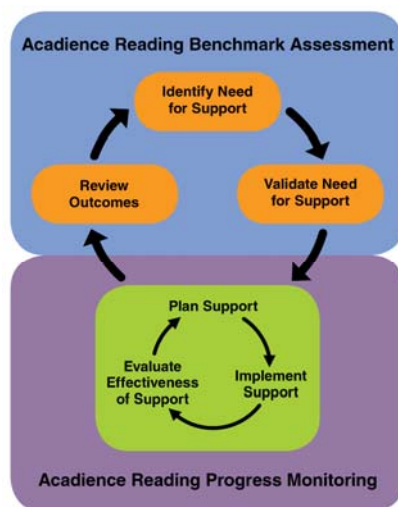 Acadience Reading Benchmark Assessment
Identify Need
for Support
Review
Outcomes
Validate Need
for Support
Plan Support
Evaluate
Effectiveness
of Support
Implement
Support
Acadience Reading Progress Monitoring